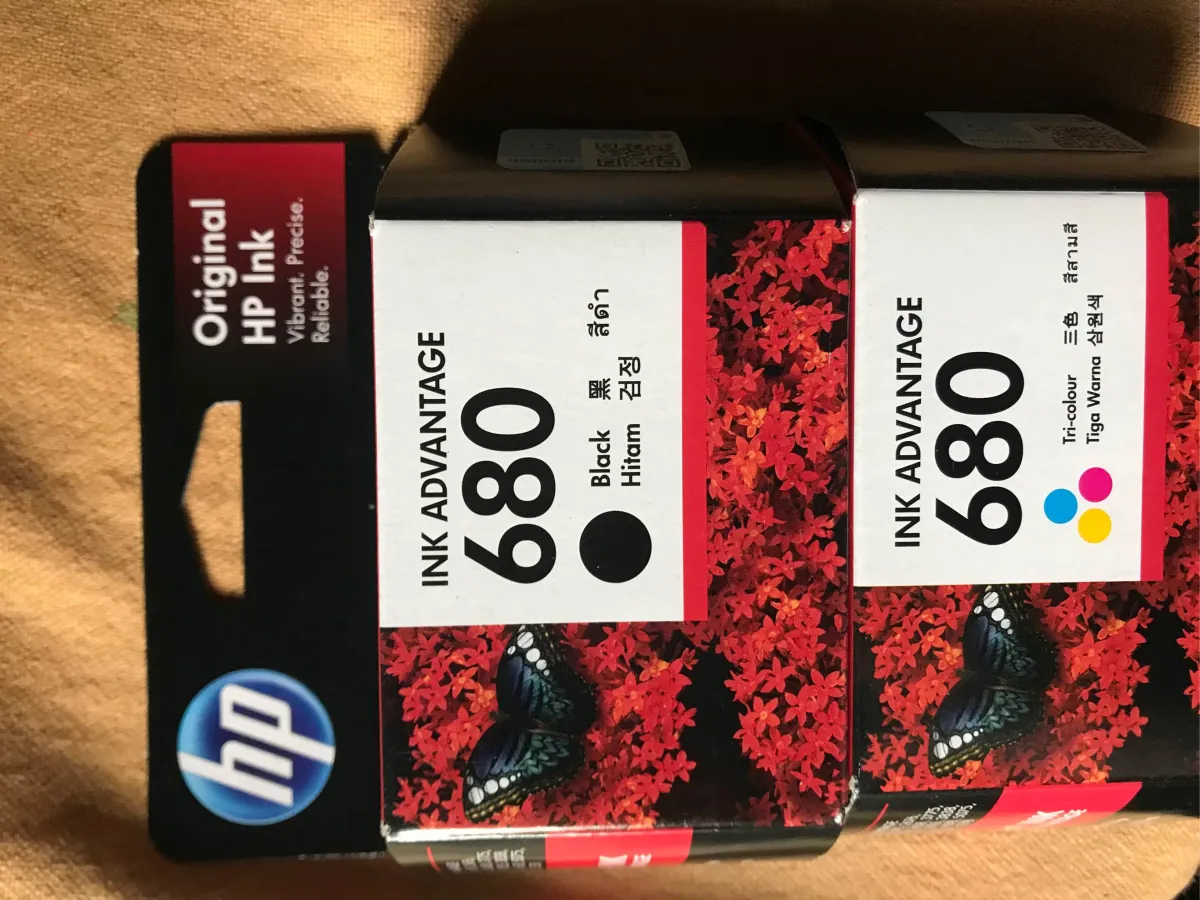 hp
Original
HP Ink
Vibrant. Precise.
Reliable.
INK ADVANTAGE
680
Black 黑 สีดำ
Hitam 검정
INK ADVANTAGE
680
Tri-colour 三色 สีสามสี
Tiga Warna 삼원색